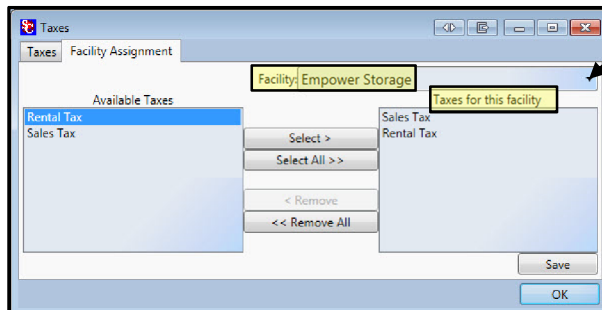 Taxes
Taxes Facility Assignment
Facility: Empower Storage
Available Taxes
Taxes for this facility
Rental Tax
Sales Tax
Sales Tax
Rental Tax
Select >
Select All >>
< Remove
<< Remove All
Save
OK